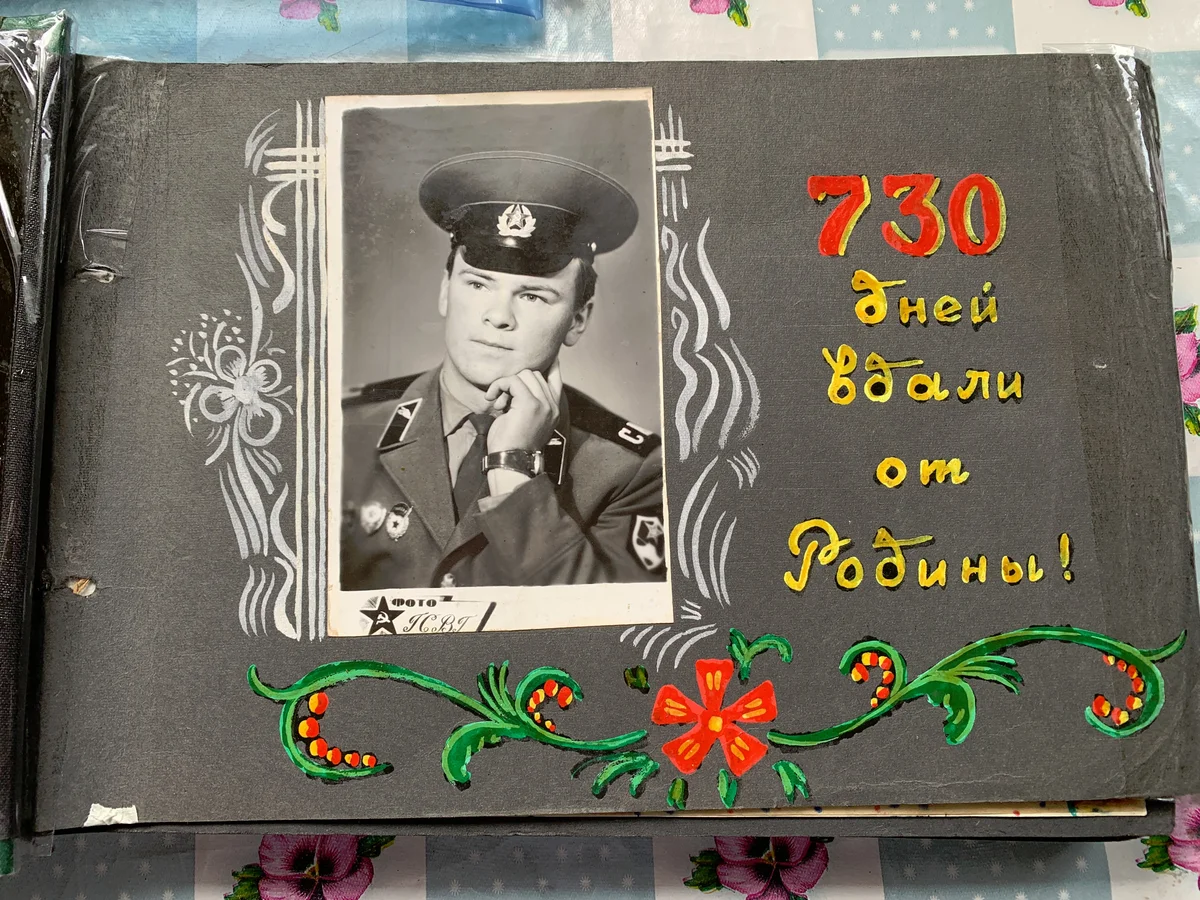 730
дней
вдали
от
Родины!
ФОТО
ГСВГ